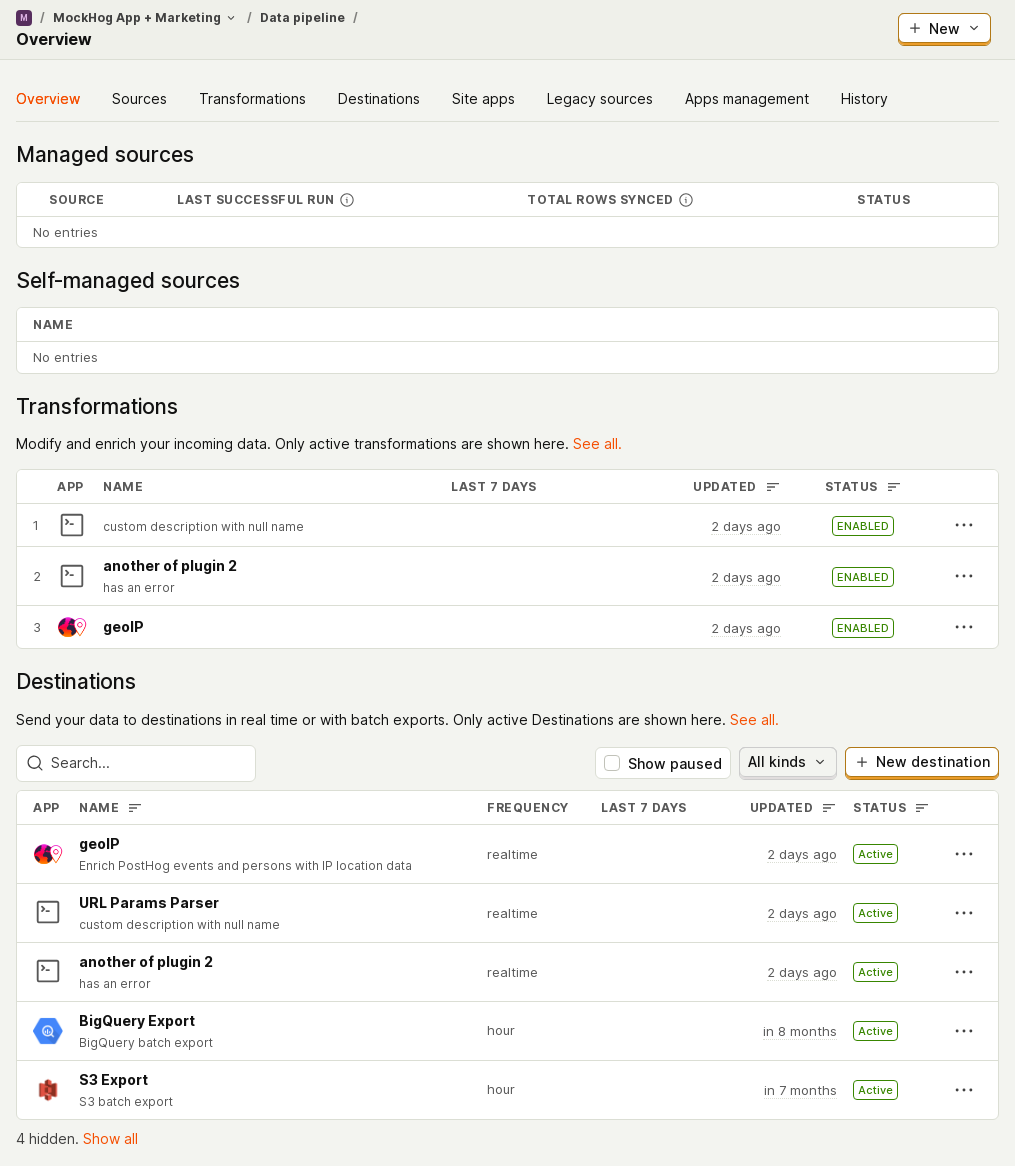 M / MockHog App + Marketing / Data pipeline /
Overview
+ New
Overview Sources Transformations Destinations Site apps Legacy sources Apps management History
Managed sources
SOURCE LAST SUCCESSFUL RUN TOTAL ROWS SYNCED STATUS
No entries
Self-managed sources
NAME
No entries
Transformations
Modify and enrich your incoming data. Only active transformations are shown here. See all.
APP NAME LAST 7 DAYS UPDATED STATUS
1 custom description with null name 2 days ago ENABLED
2 another of plugin 2 2 days ago ENABLED
has an error
3 geoIP 2 days ago ENABLED
Destinations
Send your data to destinations in real time or with batch exports. Only active Destinations are shown here. See all.
Search... Show paused All kinds + New destination
APP NAME FREQUENCY LAST 7 DAYS UPDATED STATUS
geoIP realtime 2 days ago Active
Enrich PostHog events and persons with IP location data
URL Params Parser realtime 2 days ago Active
custom description with null name
another of plugin 2 realtime 2 days ago Active
has an error
BigQuery Export hour in 8 months Active
BigQuery batch export
S3 Export hour in 7 months Active
S3 batch export
4 hidden. Show all